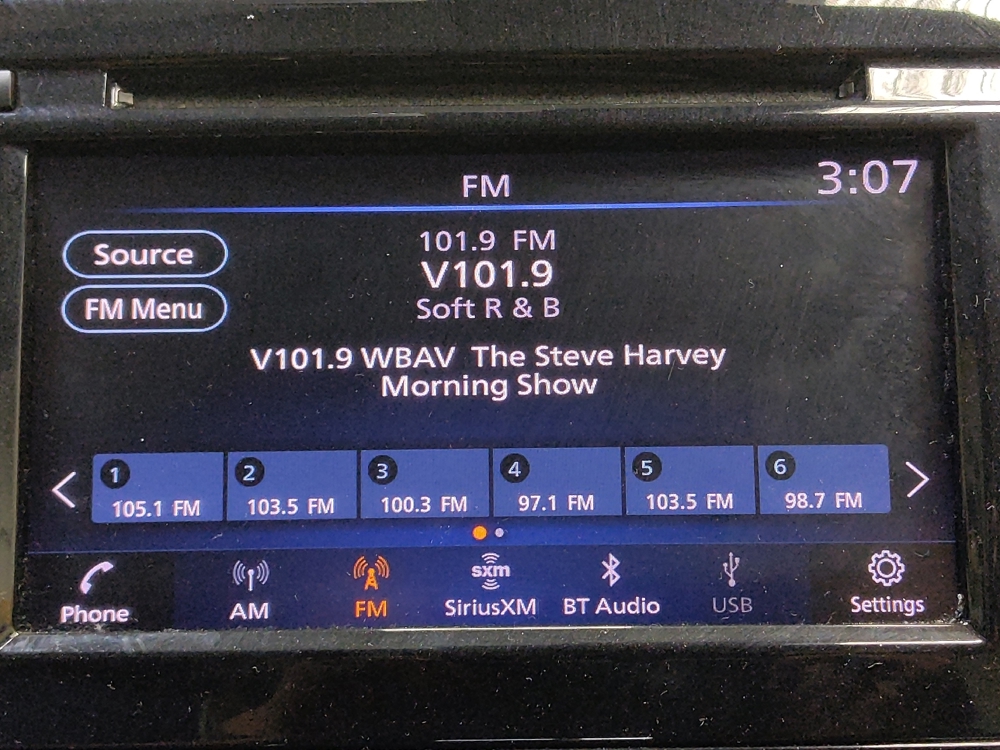 FM
3:07
Source
FM Menu
101.9 FM
V101.9
Soft R & B
V101.9 WBAV The Steve Harvey
Morning Show
1
105.1 FM
2
103.5 FM
3
100.3 FM
4
97.1 FM
5
103.5 FM
6
98.7 FM
Phone
AM
FM
sxm
SiriusXM
BT Audio
USB
Settings